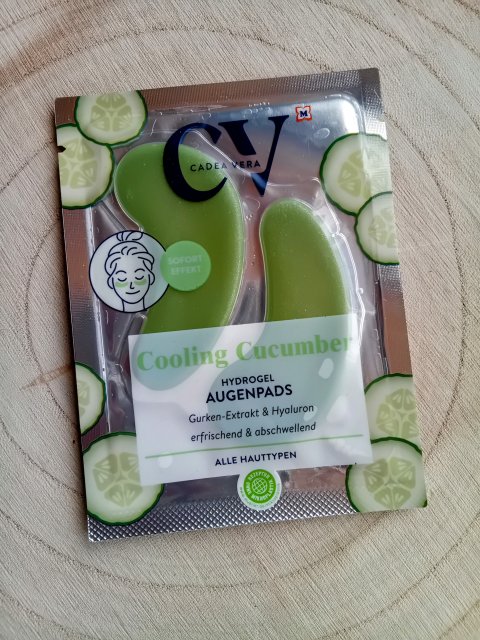 CV
M
CADEA VERA
SOFORT
EFFEKT
Cooling Cucumber
HYDROGEL
AUGENPADS
Gurken-Extrakt & Hyaluron
erfrischend & abschwellend
ALLE HAUTTYPEN